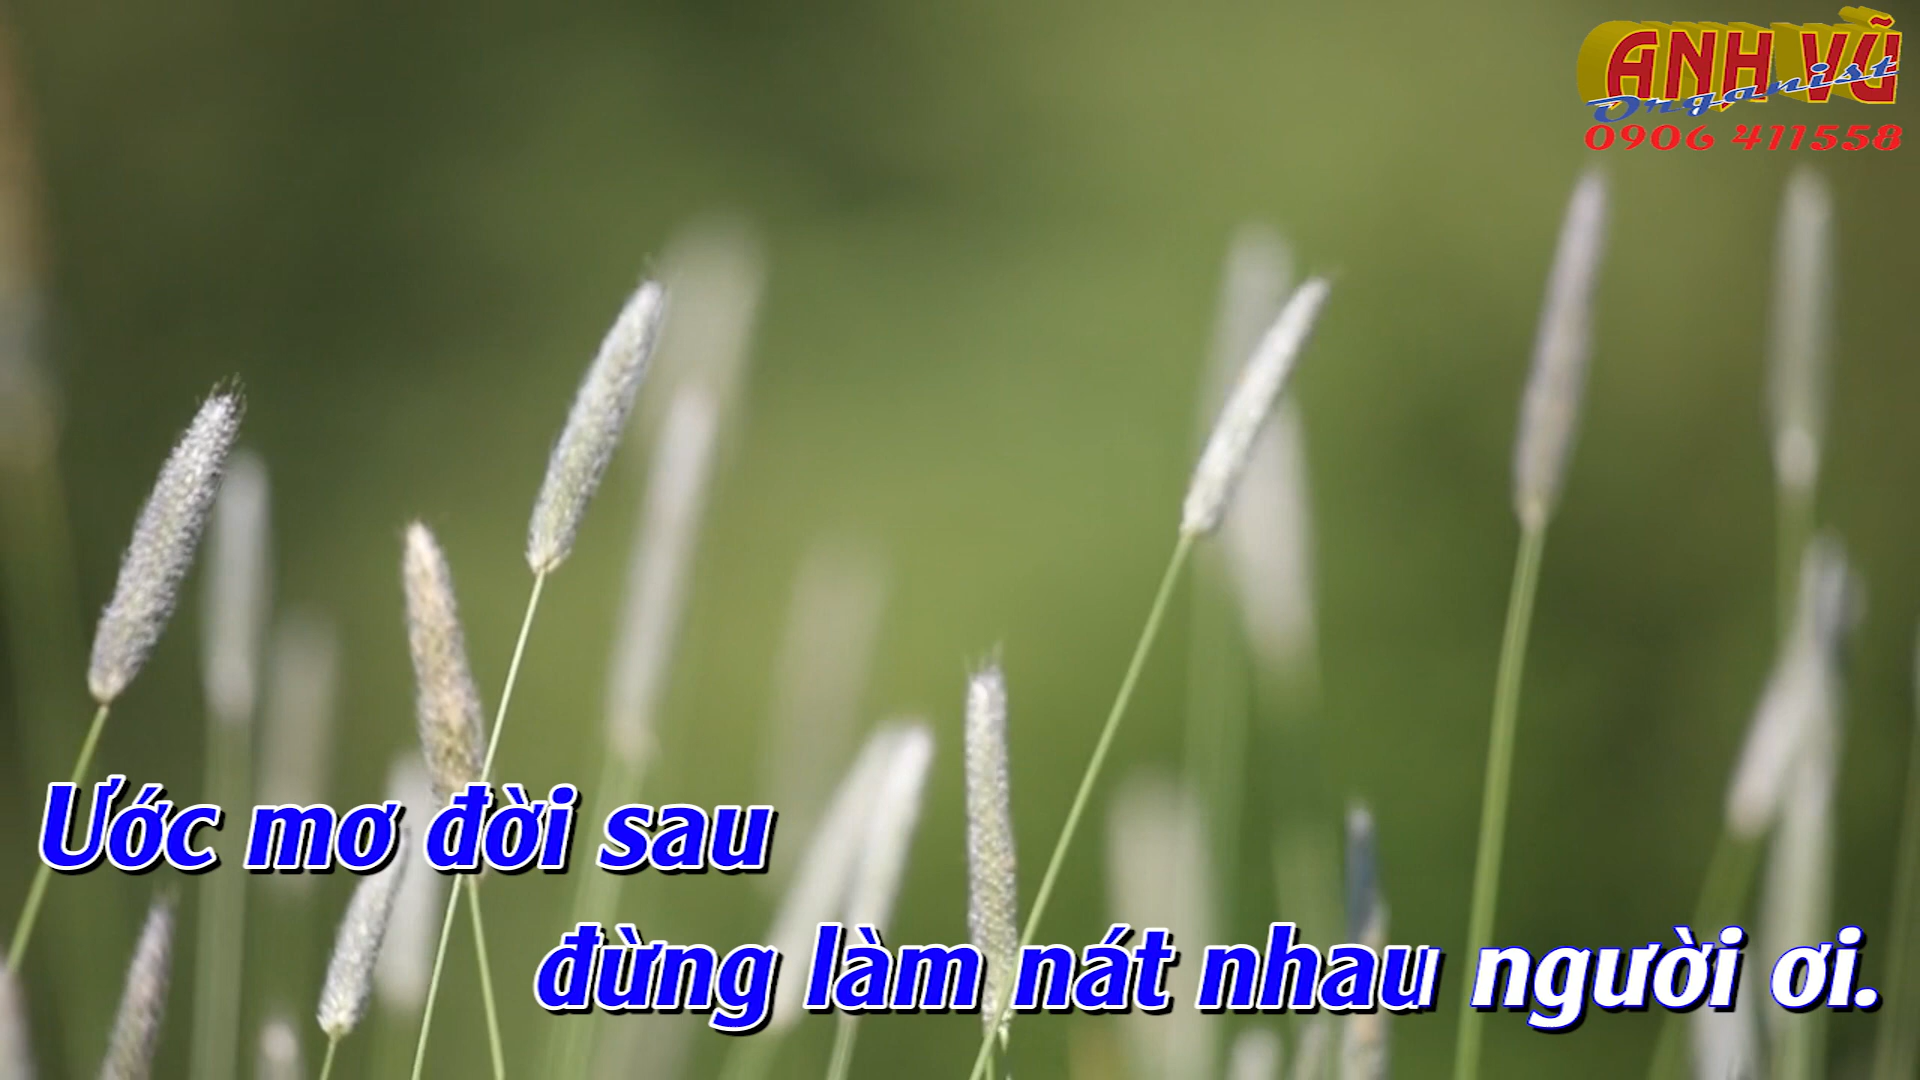 ANH VŨ
Organist
0906 411558
Ước mơ đời sau
đừng làm nát nhau người ơi.